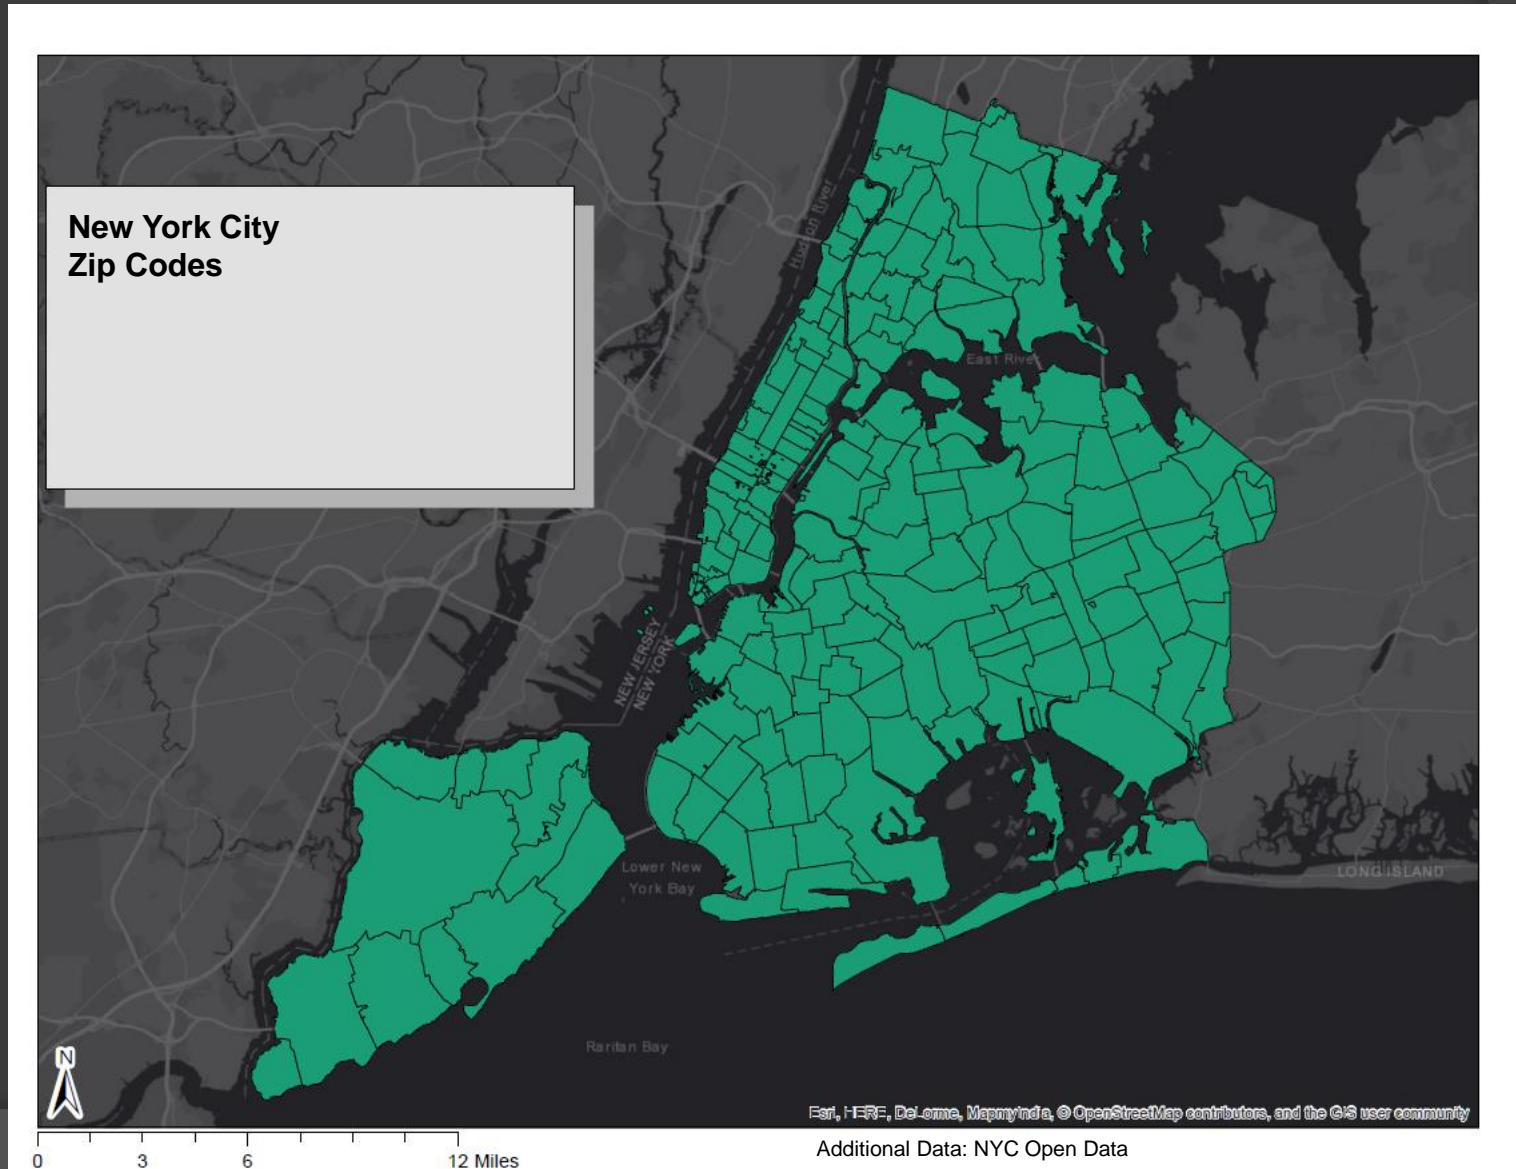 New York City
Zip Codes
Hudson River
East River
NEW JERSEY
NEW YORK
Lower New
York Bay
LONG ISLAND
Raritan Bay
N
Esri, HERE, DeLorme, MapmyIndia, © OpenStreetMap contributors, and the GIS user community
0 3 6 12 Miles
Additional Data: NYC Open Data